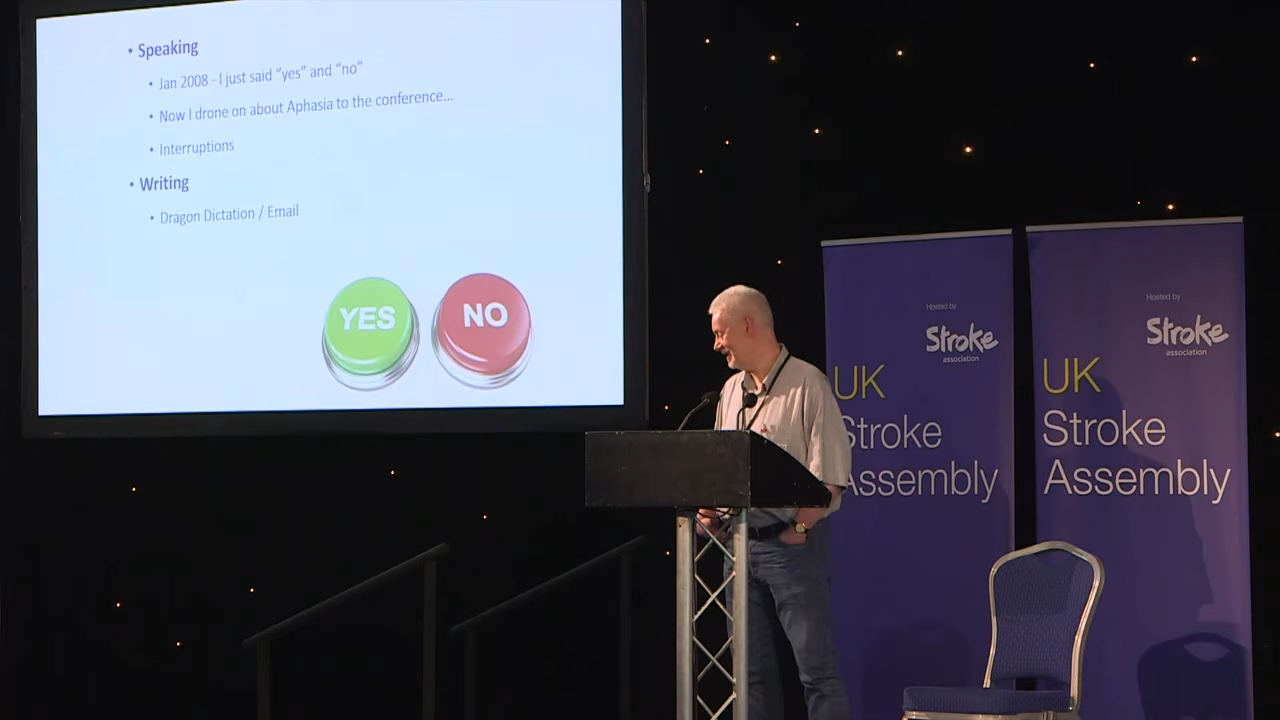 • Speaking
• Jan 2008 - I just said “yes” and “no”
• Now I drone on about Aphasia to the conference...
• Interruptions
• Writing
• Dragon Dictation / Email
YES
NO
Hosted by
Stroke
association
UK
Stroke
Assembly
Hosted by
Stroke
association
UK
Stroke
Assembly